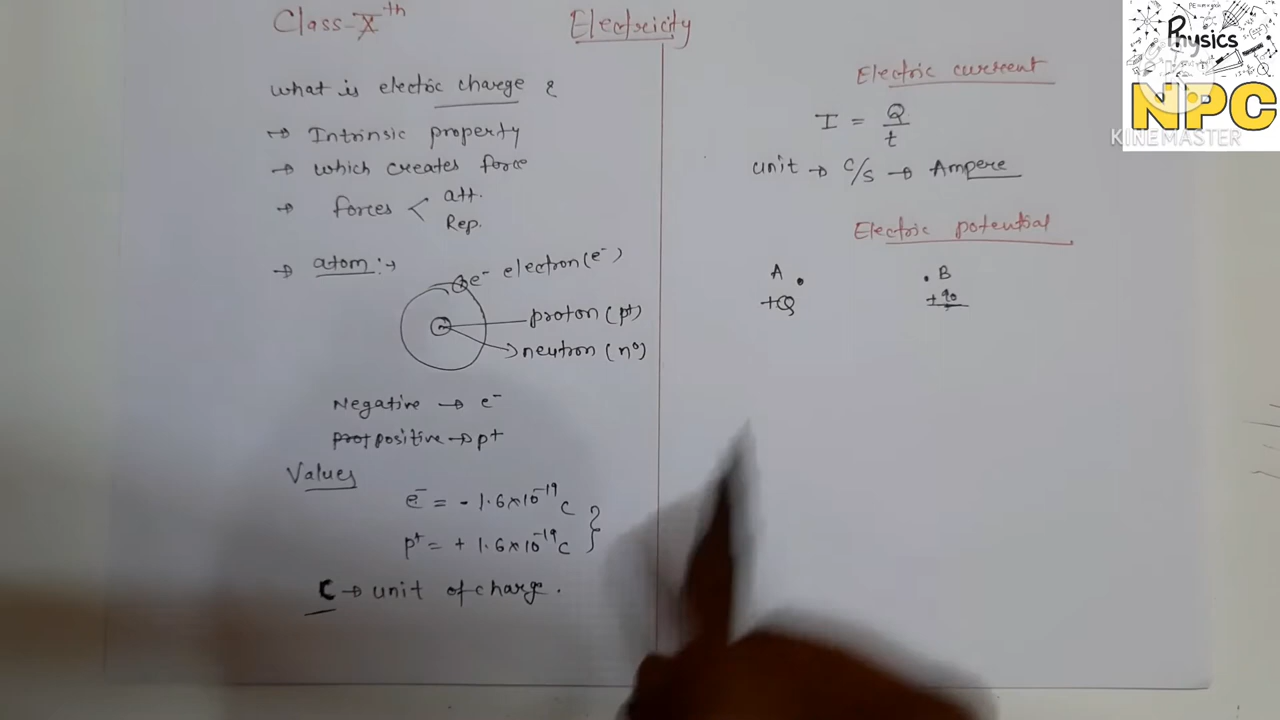 Class-Xth
Electricity
what is electric charge
→ Intrinsic property
→ which creates force
→ forces < att.
Rep.
→ atom:→
e⁻ electron(e⁻)
proton (p⁺)
neutron (n⁰)
Negative → e⁻
positive → p⁺
Values
e⁻ = - 1.6×10⁻¹⁹ C
p⁺ = + 1.6×10⁻¹⁹ C
C → unit of charge.
Electric current
I = Q/t
unit → C/s → Ampere
Electric potential
A . . B
+Q +q₀
Physics
NPC
KINEMASTER